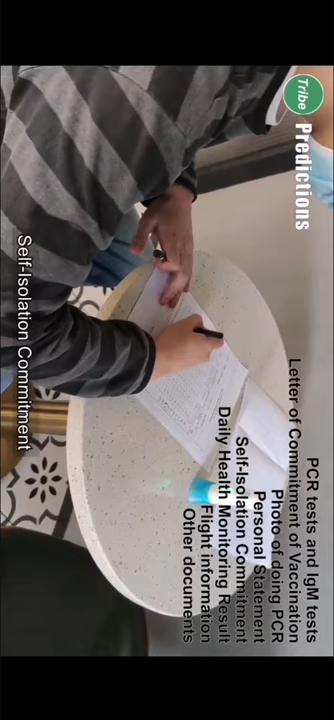 Tribe Predictions
PCR tests and IgM tests
Letter of Commitment of Vaccination
Photo of doing PCR
Personal Statement
Self-Isolation Commitment
Daily Health Monitoring Result
Flight information
Other documents
Self-Isolation Commitment